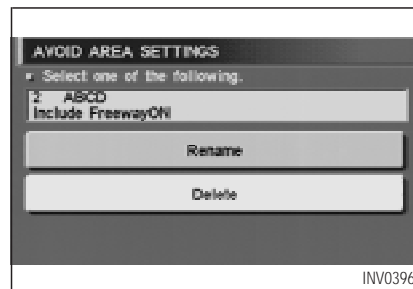 AVOID AREA SETTINGS
Select one of the following.
2 ABCD
Include FreewayON
Rename
Delete
INV0396